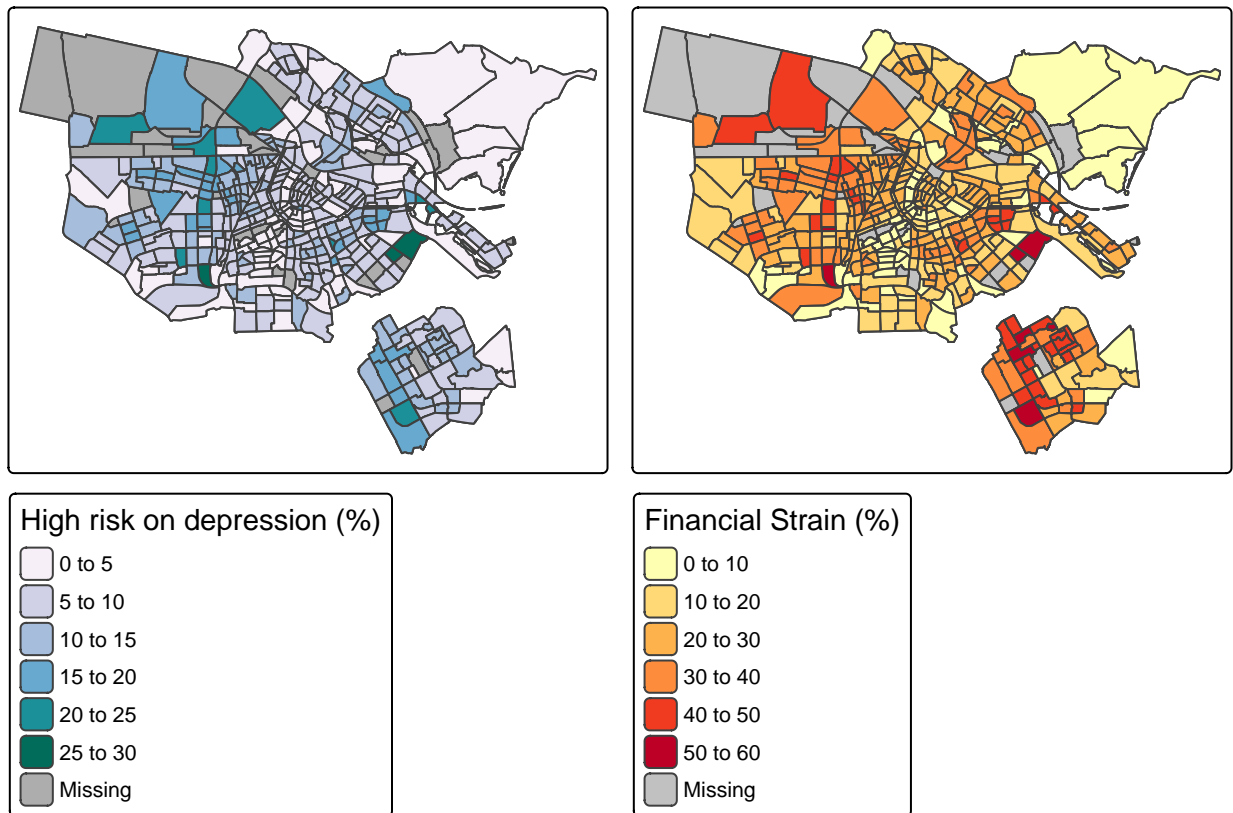 High risk on depression (%)
0 to 5
5 to 10
10 to 15
15 to 20
20 to 25
25 to 30
Missing
Financial Strain (%)
0 to 10
10 to 20
20 to 30
30 to 40
40 to 50
50 to 60
Missing